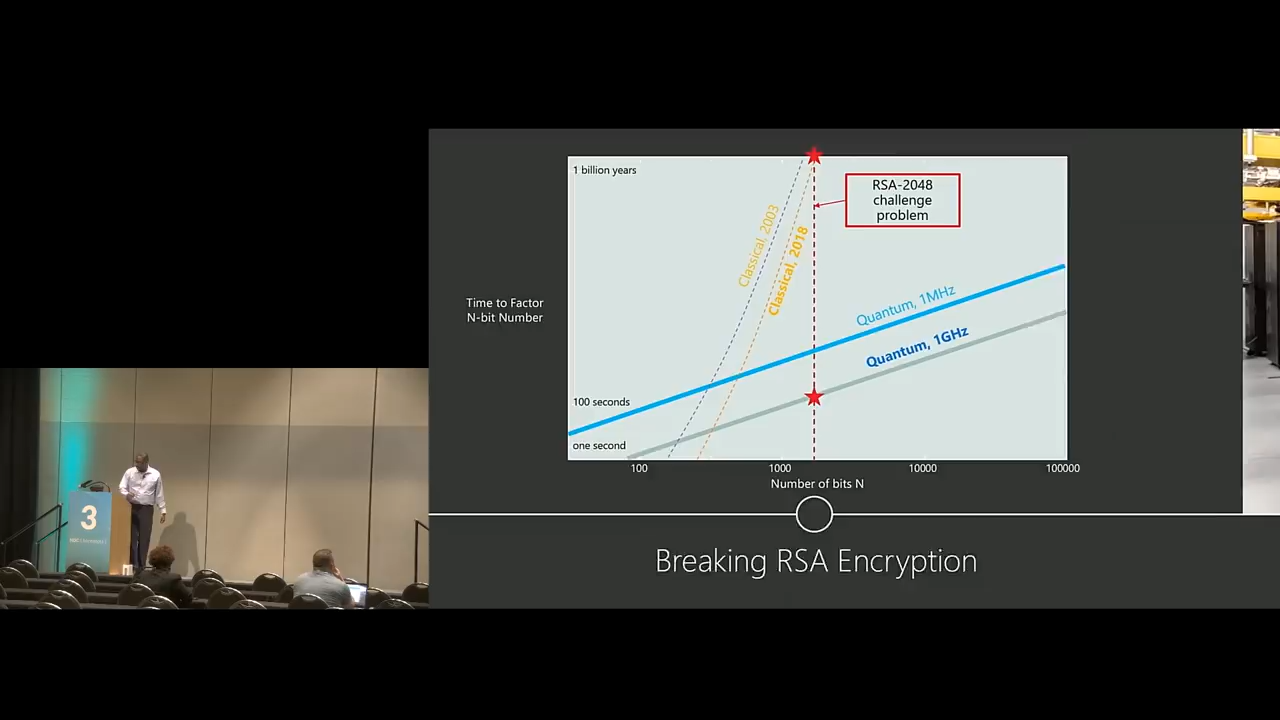 1 billion years
RSA-2048
challenge
problem
Classical, 2003
Classical, 2018
Time to Factor
N-bit Number
Quantum, 1MHz
Quantum, 1GHz
100 seconds
one second
100
1000
10000
100000
Number of bits N
Breaking RSA Encryption
3